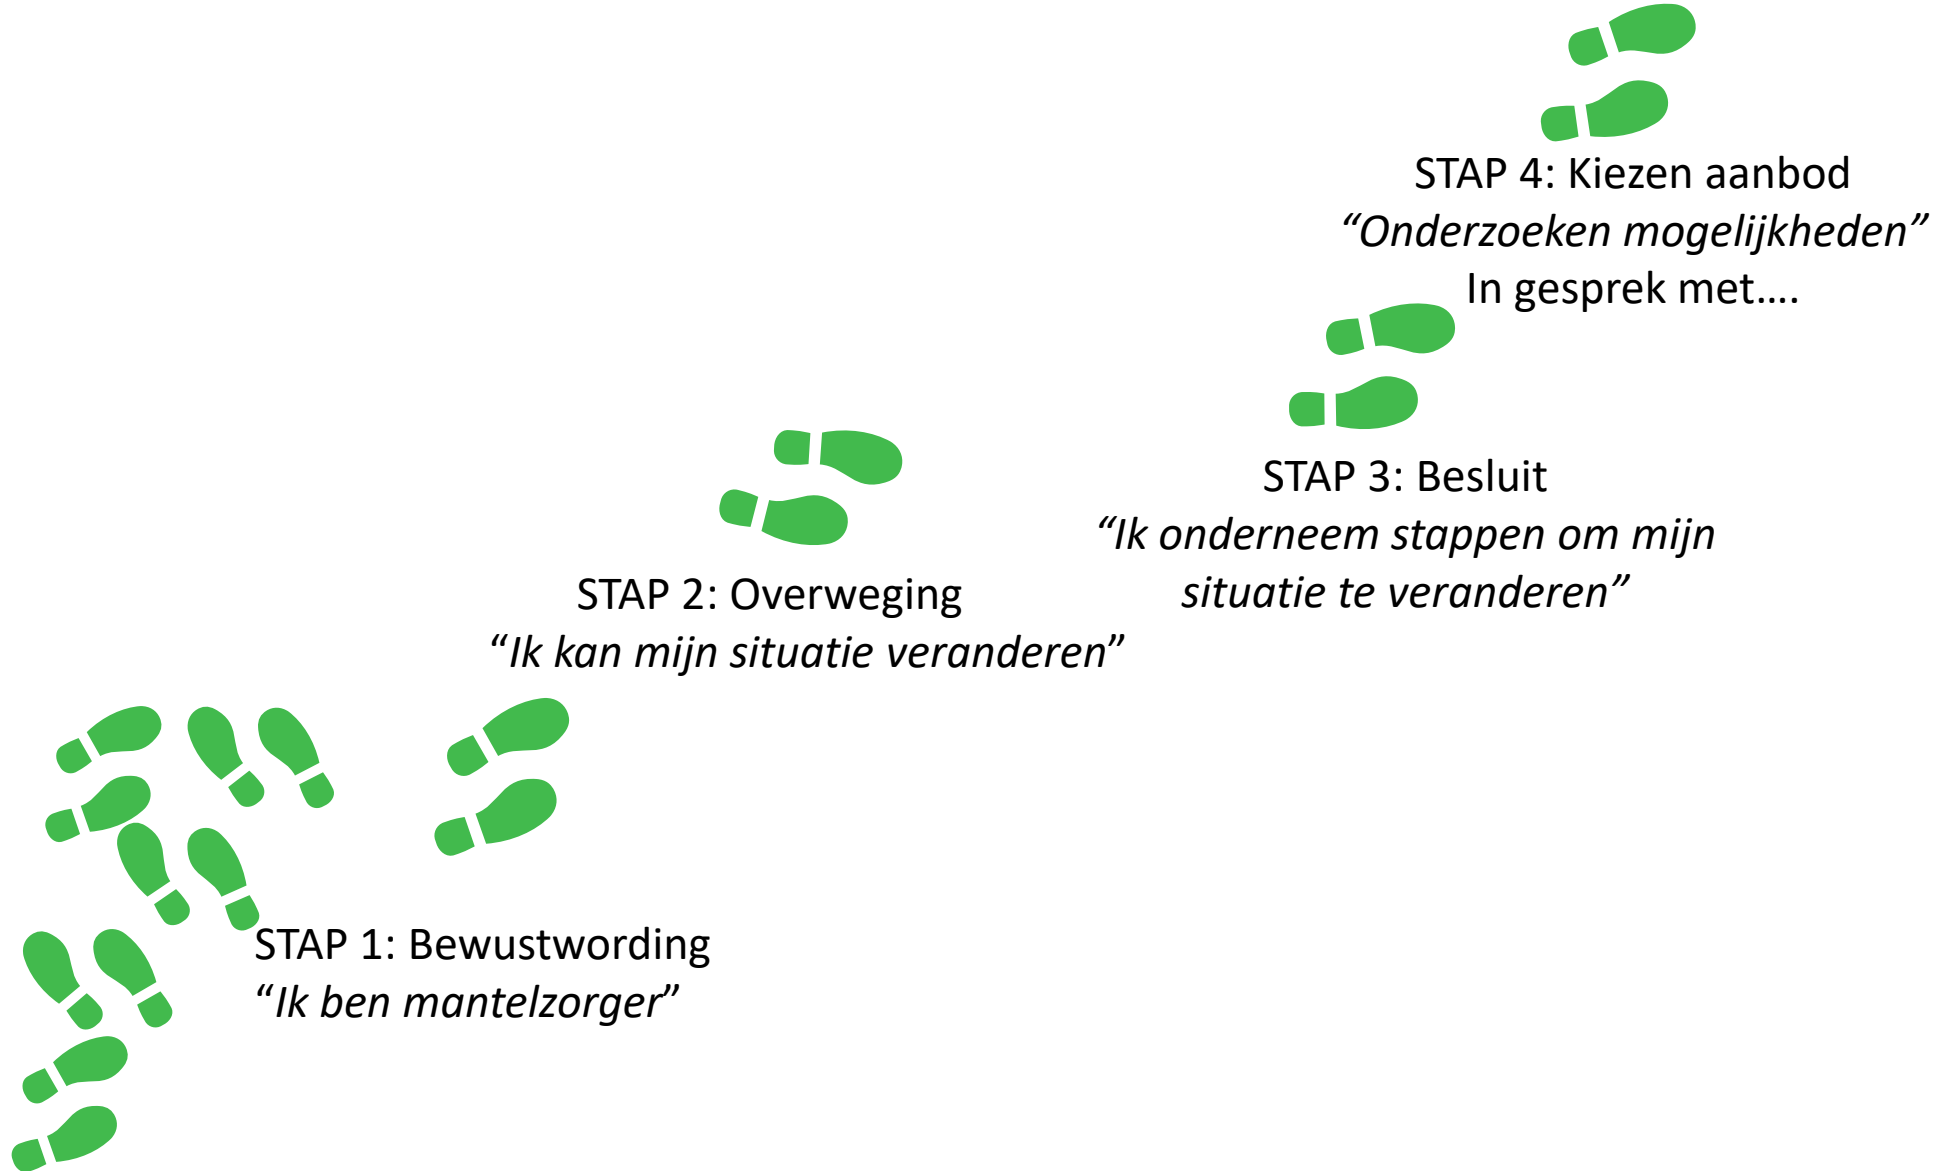 STAP 4: Kiezen aanbod
“Onderzoeken mogelijkheden”
In gesprek met....
STAP 3: Besluit
“Ik onderneem stappen om mijn
situatie te veranderen”
STAP 2: Overweging
“Ik kan mijn situatie veranderen”
STAP 1: Bewustwording
“Ik ben mantelzorger”